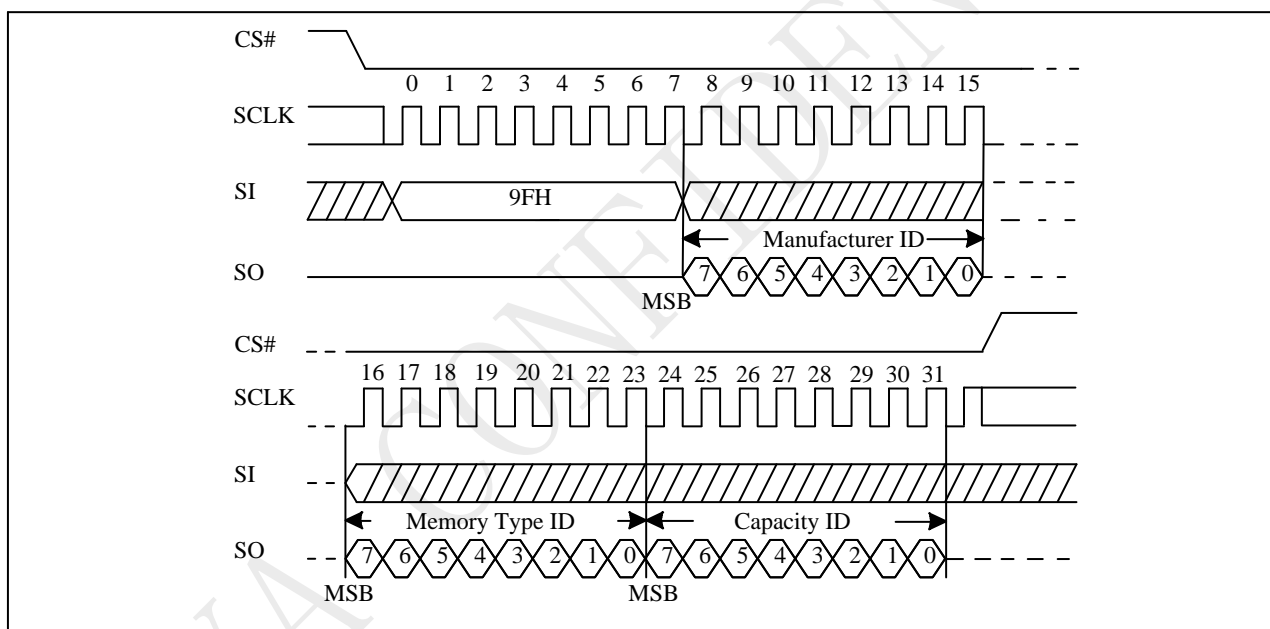 CS#
0 1 2 3 4 5 6 7 8 9 10 11 12 13 14 15
SCLK
SI
9FH
Manufacturer ID
SO
7 6 5 4 3 2 1 0
MSB
CS#
16 17 18 19 20 21 22 23 24 25 26 27 28 29 30 31
SCLK
SI
Memory Type ID Capacity ID
SO
7 6 5 4 3 2 1 0 7 6 5 4 3 2 1 0
MSB MSB